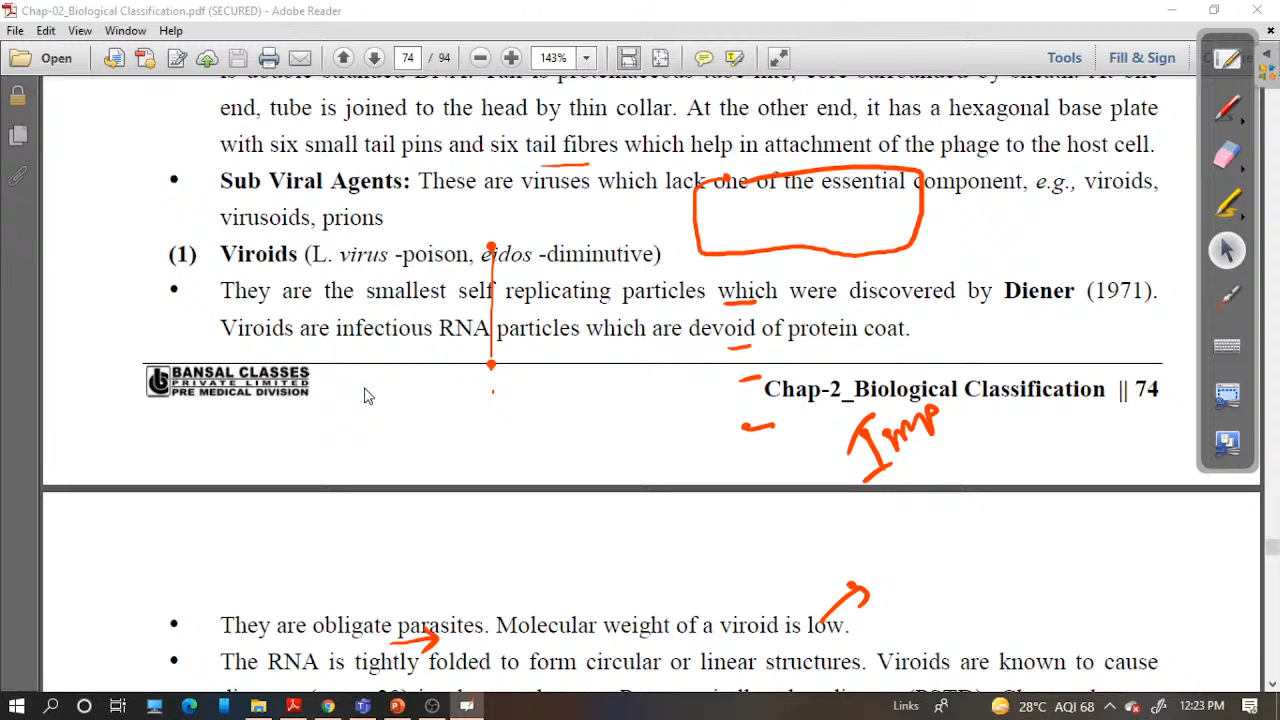 Chap-02_Biological Classification.pdf (SECURED) - Adobe Reader
File Edit View Window Help
Open 74 / 94 143% Tools Fill & Sign
end, tube is joined to the head by thin collar. At the other end, it has a hexagonal base plate
with six small tail pins and six tail fibres which help in attachment of the phage to the host cell.
• Sub Viral Agents: These are viruses which lack one of the essential component, e.g., viroids,
virusoids, prions
(1) Viroids (L. virus -poison, eidos -diminutive)
• They are the smallest self replicating particles which were discovered by Diener (1971).
Viroids are infectious RNA particles which are devoid of protein coat.
BANSAL CLASSES
PRIVATE LIMITED
PRE MEDICAL DIVISION
Chap-2_Biological Classification || 74
Imp
• They are obligate parasites. Molecular weight of a viroid is low.
• The RNA is tightly folded to form circular or linear structures. Viroids are known to cause
Links 28°C AQI 68 12:23 PM